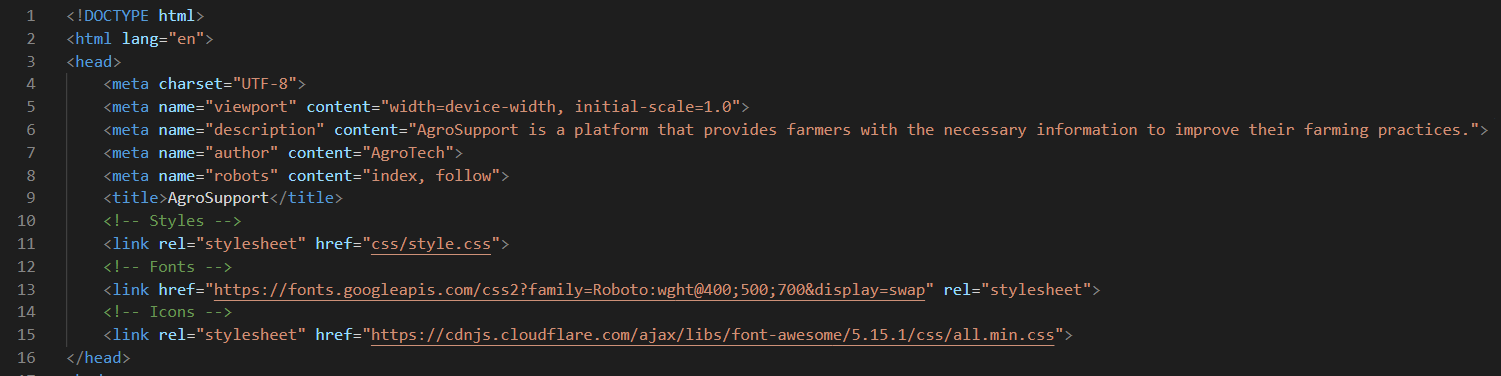 1 <!DOCTYPE html>
2 <html lang="en">
3 <head>
4 <meta charset="UTF-8">
5 <meta name="viewport" content="width=device-width, initial-scale=1.0">
6 <meta name="description" content="AgroSupport is a platform that provides farmers with the necessary information to improve their farming practices.">
7 <meta name="author" content="AgroTech">
8 <meta name="robots" content="index, follow">
9 <title>AgroSupport</title>
10 <!-- Styles -->
11 <link rel="stylesheet" href="css/style.css">
12 <!-- Fonts -->
13 <link href="https://fonts.googleapis.com/css2?family=Roboto:wght@400;500;700&display=swap" rel="stylesheet">
14 <!-- Icons -->
15 <link rel="stylesheet" href="https://cdnjs.cloudflare.com/ajax/libs/font-awesome/5.15.1/css/all.min.css">
16 </head>